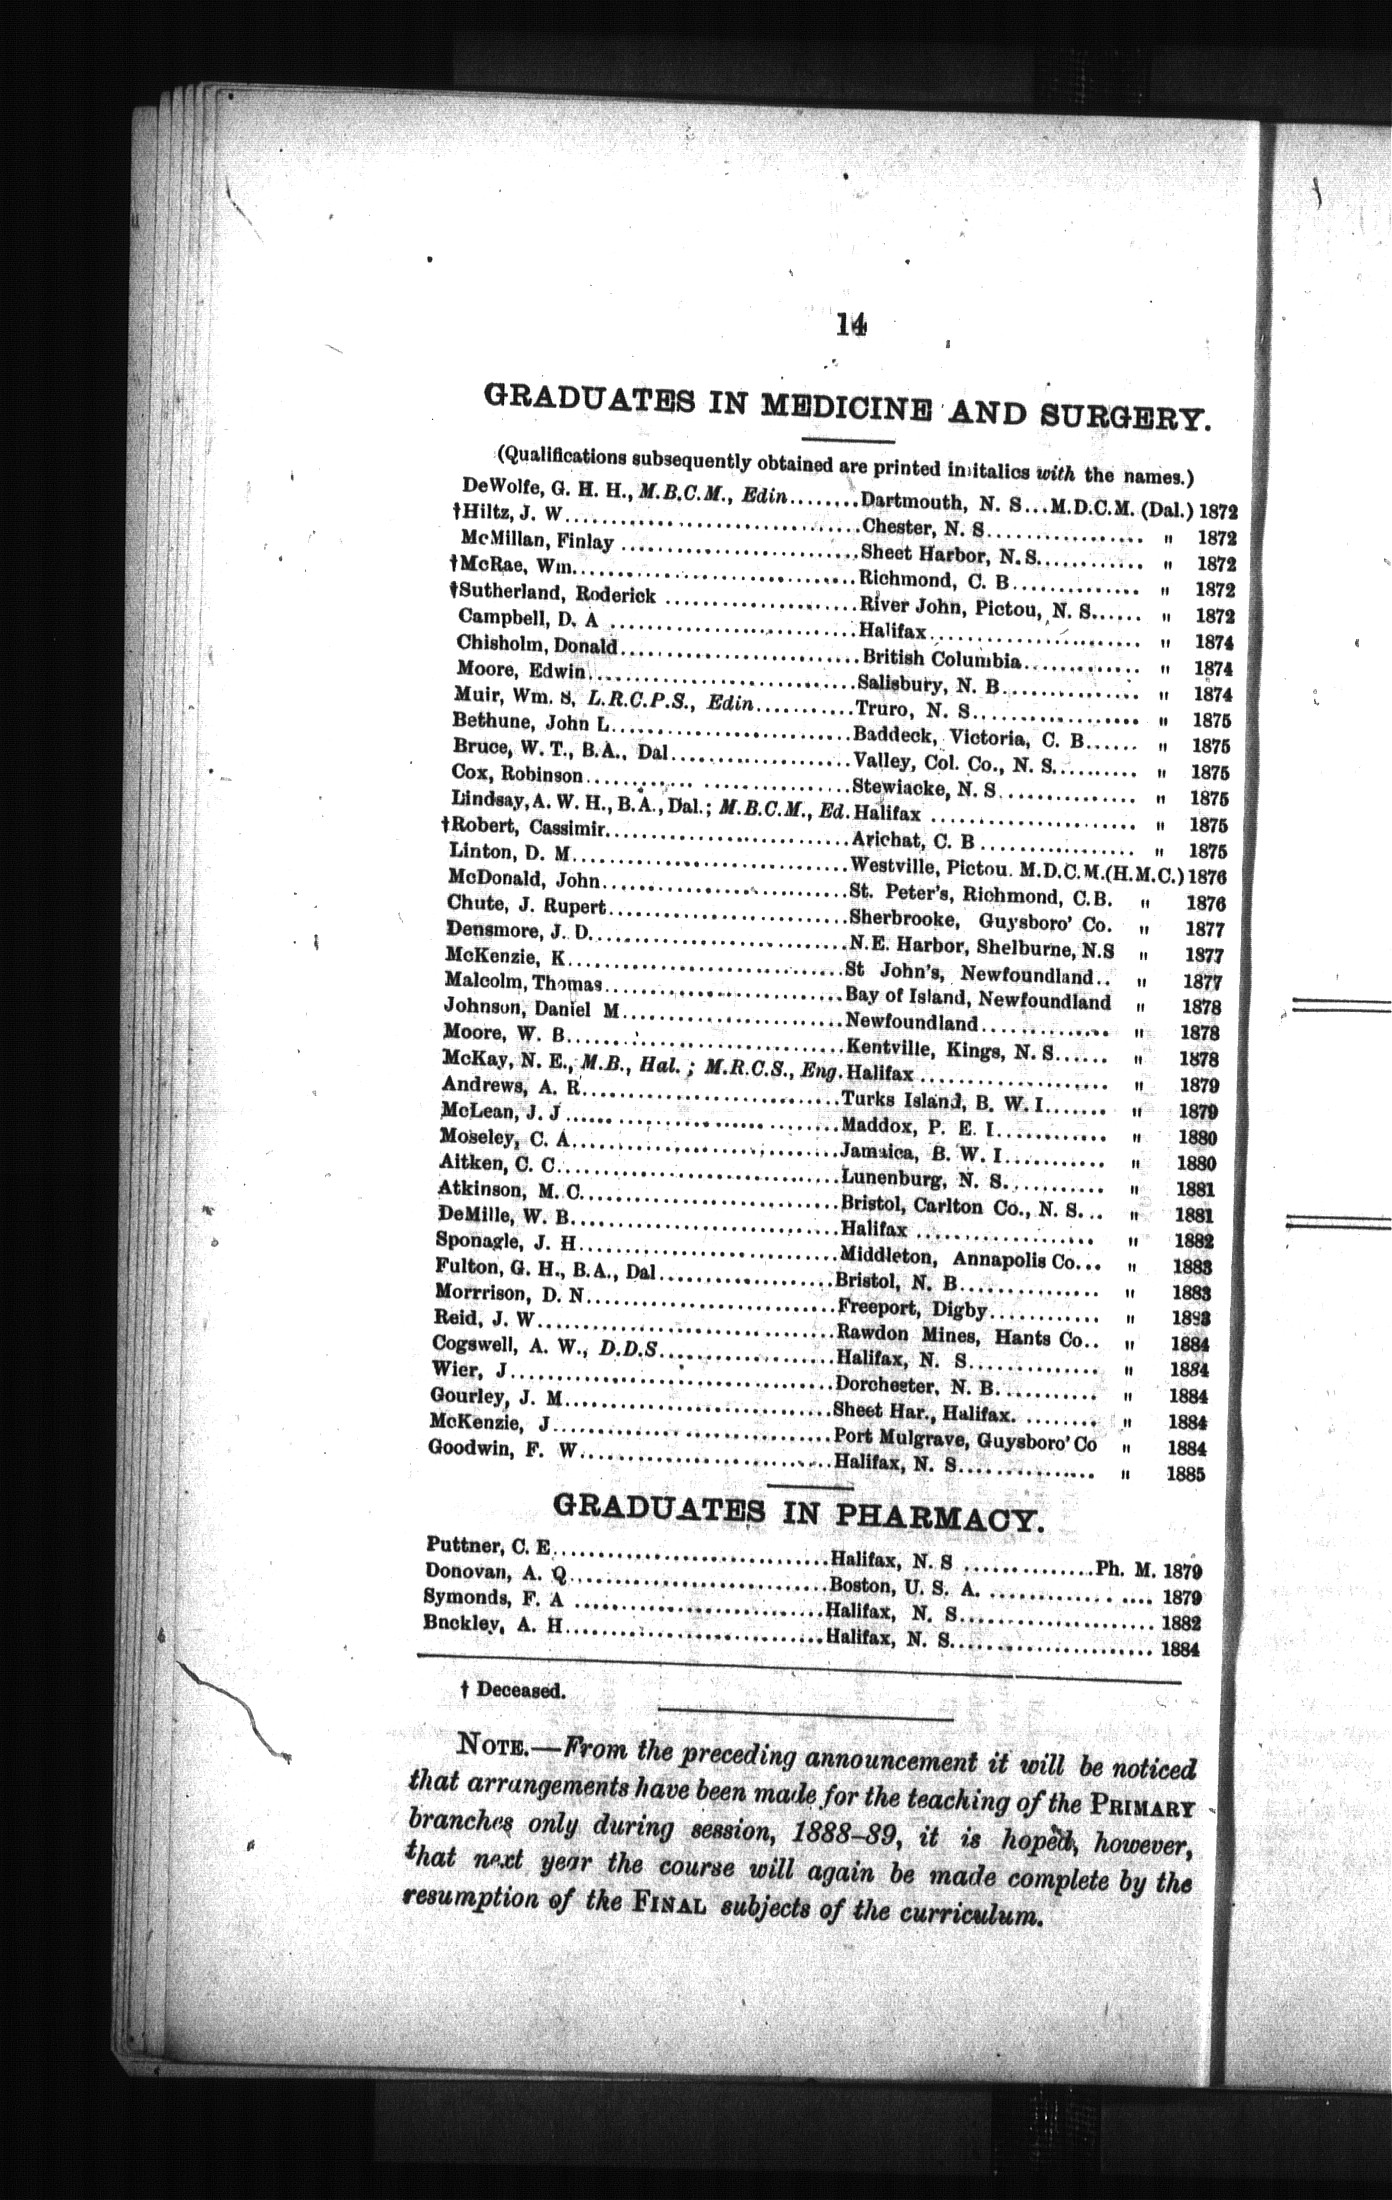 14
GRADUATES IN MEDICINE AND SURGERY.
(Qualifications subsequently obtained are printed in italics with the names.)
DeWolfe, G. H. H., M.B.C.M., Edin........Dartmouth, N. S...M.D.C.M. (Dal.) 1872
†Hiltz, J. W..............................Chester, N. S................. " 1872
McMillan, Finlay .........................Sheet Harbor, N.S............. " 1872
†McRae, Wm................................Richmond, C. B............... " 1872
†Sutherland, Roderick ....................River John, Pictou, N. S...... " 1872
Campbell, D. A ...........................Halifax....................... " 1874
Chisholm, Donald..........................British Columbia.............. " 1874
Moore, Edwin..............................Salisbury, N. B............... " 1874
Muir, Wm. S, L.R.C.P.S., Edin...........Truro, N. S.................. " 1875
Bethune, John L...........................Baddeck, Victoria, C. B...... " 1875
Bruce, W. T., B.A., Dal...................Valley, Col. Co., N. S.......... " 1875
Cox, Robinson.............................Stewiacke, N. S............... " 1875
Lindsay, A. W. H., B.A., Dal.; M.B.C.M., Ed. Halifax ...................... " 1875
†Robert, Cassimir.........................Arichat, C. B ................ " 1875
Linton, D. M..............................Westville, Pictou. M.D.C.M.(H.M.C.) 1876
McDonald, John............................St. Peter's, Richmond, C.B. " 1876
Chute, J. Rupert..........................Sherbrooke, Guysboro' Co. " 1877
Densmore, J. D............................N.E. Harbor, Shelburne, N.S " 1877
McKenzie, K...............................St John's, Newfoundland.. " 1877
Malcolm, Thomas...........................Bay of Island, Newfoundland " 1878
Johnson, Daniel M.........................Newfoundland.............. " 1878
Moore, W. B...............................Kentville, Kings, N. S...... " 1878
McKay, N. E., M.B., Hal. ; M.R.C.S., Eng. Halifax .................... " 1879
Andrews, A. R.............................Turks Island, B. W. I....... " 1879
McLean, J. J..............................Maddox, P. E. I............ " 1880
Moseley, C. A.............................Jamaica, B. W. I........... " 1880
Aitken, C. C..............................Lunenburg, N. S........... " 1881
Atkinson, M. C............................Bristol, Carlton Co., N. S... " 1881
DeMille, W. B.............................Halifax ................... " 1882
Sponagle, J. H............................Middleton, Annapolis Co... " 1883
Fulton, G. H., B.A., Dal..................Bristol, N. B................ " 1883
Morrrison, D. N...........................Freeport, Digby............ " 1883
Reid, J. W................................Rawdon Mines, Hants Co.. " 1884
Cogswell, A. W., D.D.S....................Halifax, N. S.............. " 1884
Wier, J...................................Dorchester, N. B........... " 1884
Gourley, J. M.............................Sheet Har., Halifax. ........ " 1884
McKenzie, J...............................Port Mulgrave, Guysboro' Co " 1884
Goodwin, F. W.............................Halifax, N. S............... " 1885
GRADUATES IN PHARMACY.
Puttner, C. E.............................Halifax, N. S ..............Ph. M. 1879
Donovan, A. Q.............................Boston, U. S. A. ................. 1879
Symonds, F. A ............................Halifax, N. S..................... 1882
Bnckley, A. H.............................Halifax, N. S..................... 1884
† Deceased.
NOTE.—From the preceding announcement it will be noticed
that arrangements have been made for the teaching of the PRIMARY
branches only during session, 1888–89, it is hoped, however,
that next year the course will again be made complete by the
resumption of the FINAL subjects of the curriculum.